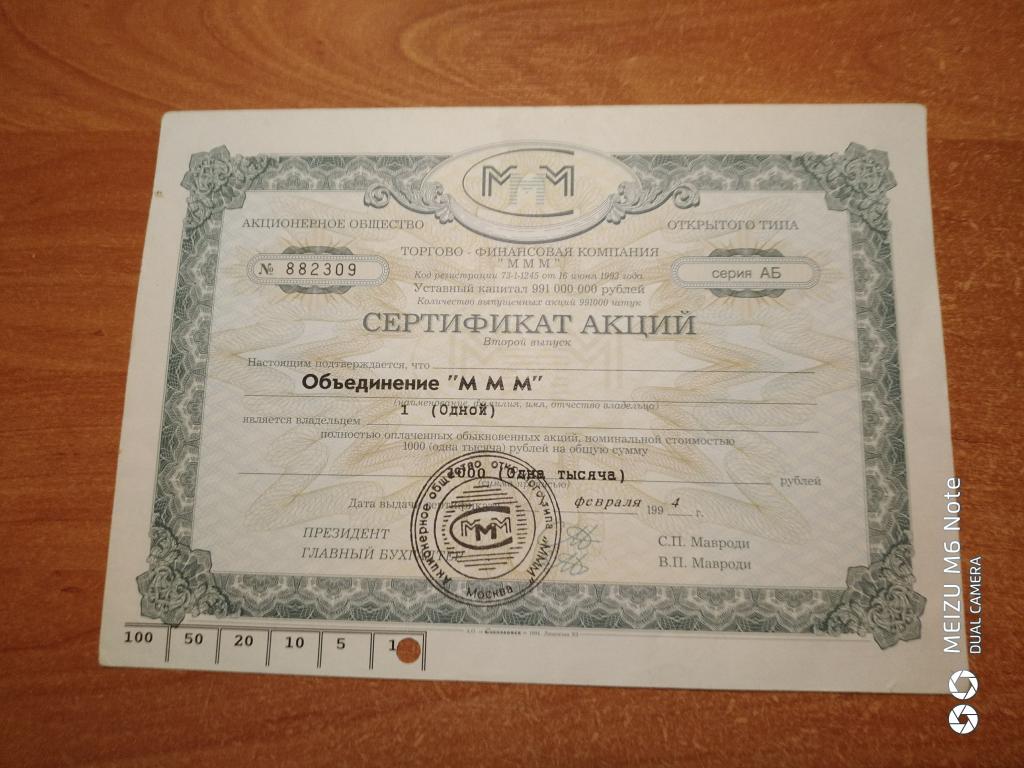 МММ
АКЦИОНЕРНОЕ ОБЩЕСТВО ОТКРЫТОГО ТИПА
ТОРГОВО - ФИНАНСОВАЯ КОМПАНИЯ
"М М М"
№ 882309
серия АБ
Код регистрации 73-1-1245 от 16 июня 1993 года
Уставный капитал 991 000 000 рублей
Количество выпущенных акций 991000 штук
СЕРТИФИКАТ АКЦИЙ
Второй выпуск
МММ
Настоящим подтверждается, что
Объединение "М М М"
(наименование, фамилия, имя, отчество владельца)
1 (Одной)
является владельцем
полностью оплаченных обыкновенных акций, номинальной стоимостью
1000 (одна тысяча) рублей на общую сумму
1000 (Одна тысяча)
рублей
(сумма прописью)
Дата выдачи февраля 1994 г.
ПРЕЗИДЕНТ С.П. Мавроди
ГЛАВНЫЙ БУХГАЛТЕР В.П. Мавроди
Акционерное общество открытого типа "МММ"
МММ
Москва
100 50 20 10 5 1
MEIZU M6 Note
DUAL CAMERA